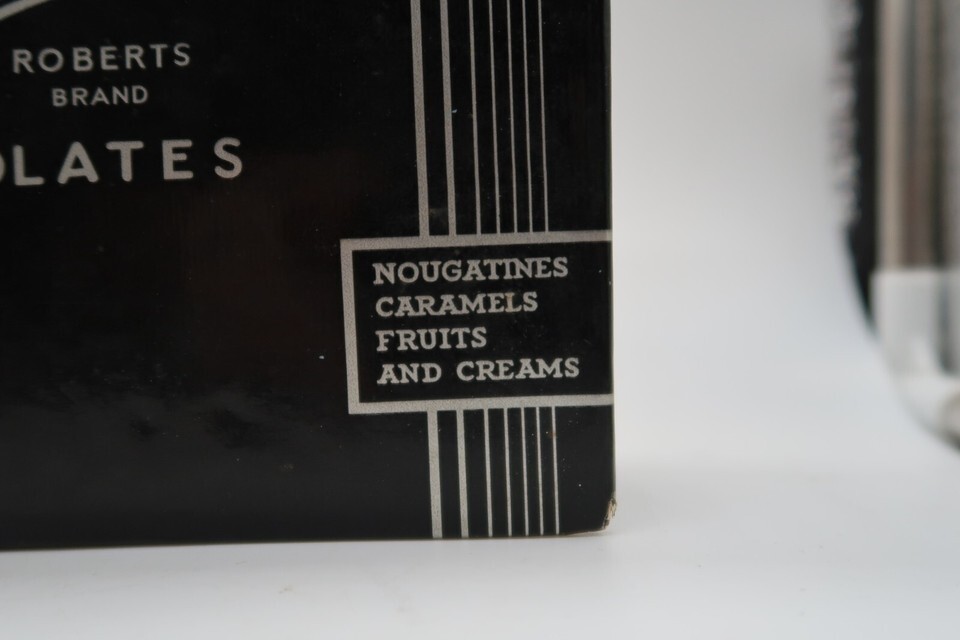 ROBERTS
BRAND
OLATES
NOUGATINES
CARAMELS
FRUITS
AND CREAMS